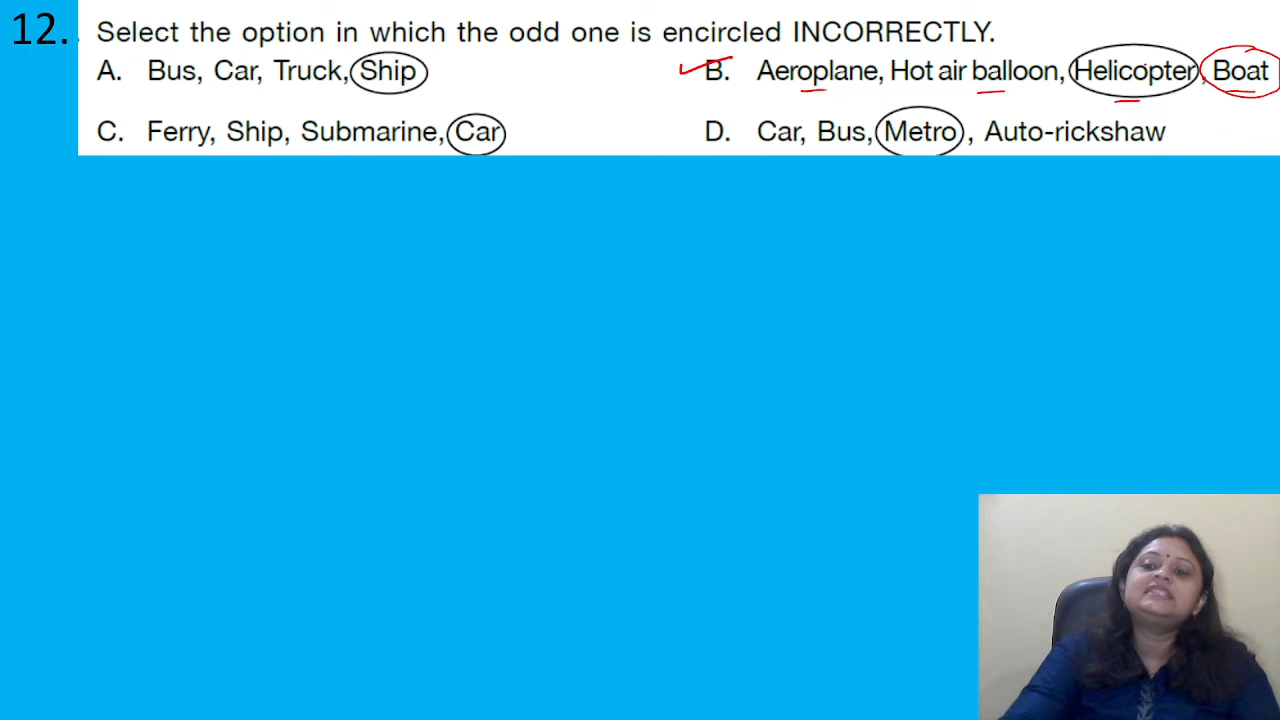 12. Select the option in which the odd one is encircled INCORRECTLY.
A. Bus, Car, Truck, Ship B. Aeroplane, Hot air balloon, Helicopter, Boat
C. Ferry, Ship, Submarine, Car D. Car, Bus, Metro, Auto-rickshaw